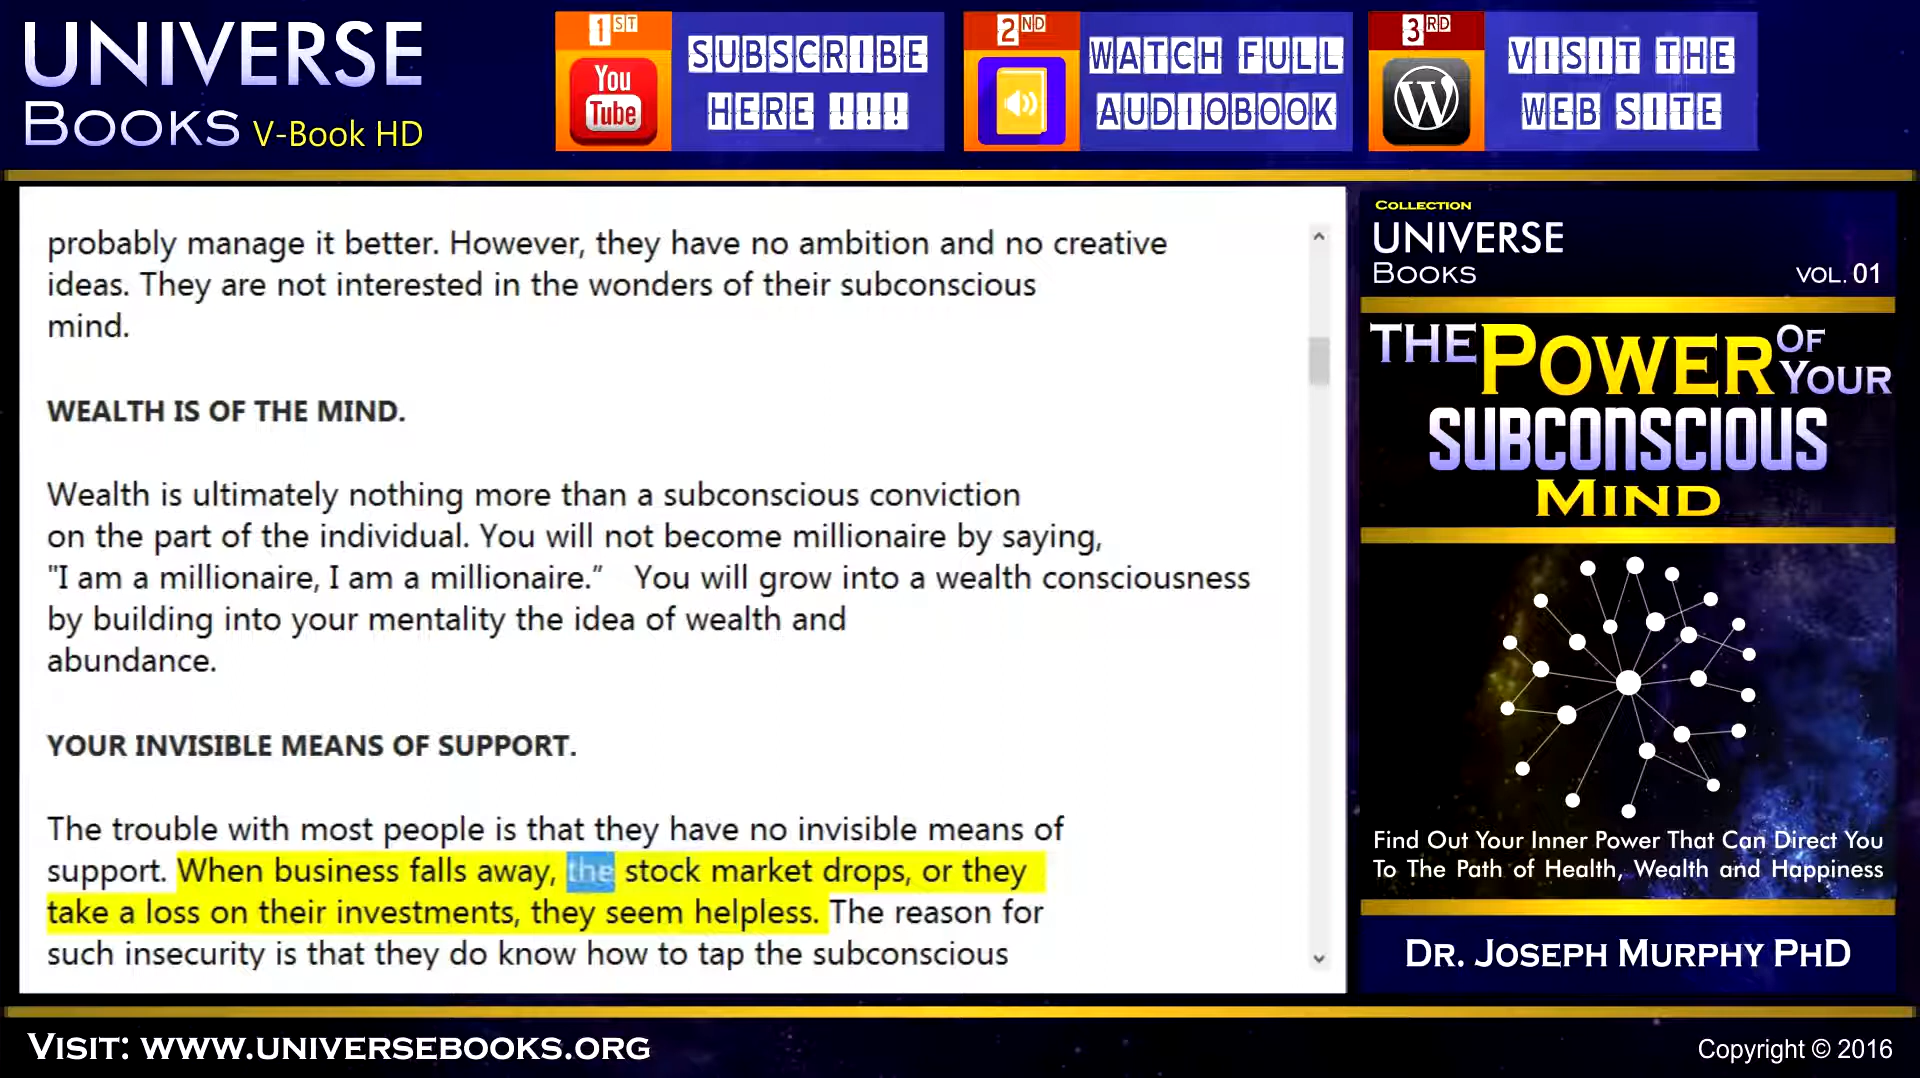 UNIVERSE
BOOKS V-Book HD
1ST
You
Tube
SUBSCRIBE
HERE !!!
2ND
WATCH FULL
AUDIOBOOK
3RD
W
VISIT THE
WEB SITE
probably manage it better. However, they have no ambition and no creative
ideas. They are not interested in the wonders of their subconscious
mind.
WEALTH IS OF THE MIND.
Wealth is ultimately nothing more than a subconscious conviction
on the part of the individual. You will not become millionaire by saying,
"I am a millionaire, I am a millionaire.” You will grow into a wealth consciousness
by building into your mentality the idea of wealth and
abundance.
YOUR INVISIBLE MEANS OF SUPPORT.
The trouble with most people is that they have no invisible means of
support. When business falls away, the stock market drops, or they
take a loss on their investments, they seem helpless. The reason for
such insecurity is that they do know how to tap the subconscious
COLLECTION
UNIVERSE
BOOKS VOL. 01
THE POWER OF
YOUR
SUBCONSCIOUS
MIND
Find Out Your Inner Power That Can Direct You
To The Path of Health, Wealth and Happiness
DR. JOSEPH MURPHY PHD
VISIT: WWW.UNIVERSEBOOKS.ORG
Copyright © 2016